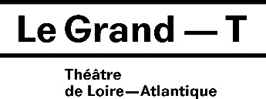 Le Grand — T
Théâtre
de Loire—Atlantique